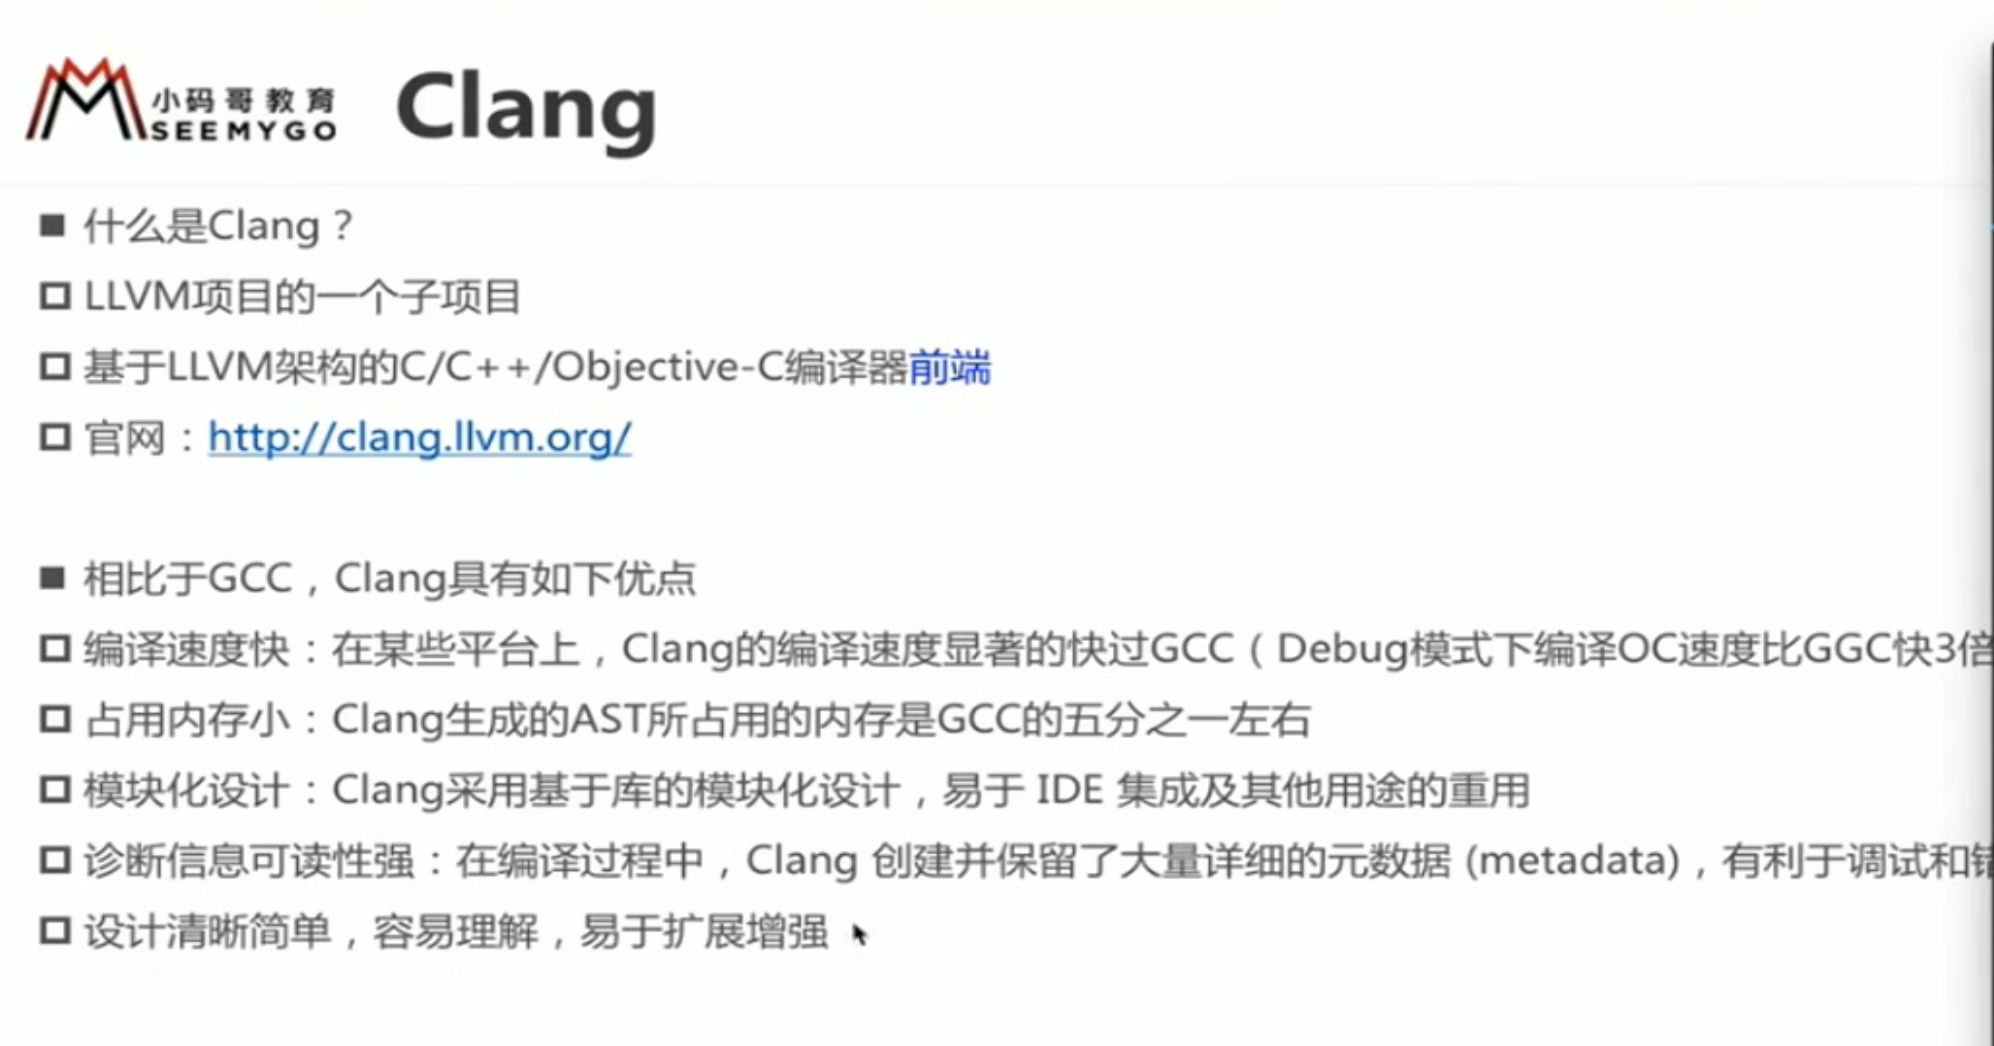 小码哥教育
SEEMYGO
Clang
什么是Clang？
LLVM项目的一个子项目
基于LLVM架构的C/C++/Objective-C编译器前端
官网：http://clang.llvm.org/
相比于GCC，Clang具有如下优点
编译速度快：在某些平台上，Clang的编译速度显著的快过GCC（Debug模式下编译OC速度比GGC快3倍
占用内存小：Clang生成的AST所占用的内存是GCC的五分之一左右
模块化设计：Clang采用基于库的模块化设计，易于 IDE 集成及其他用途的重用
诊断信息可读性强：在编译过程中，Clang 创建并保留了大量详细的元数据 (metadata)，有利于调试和
设计清晰简单，容易理解，易于扩展增强